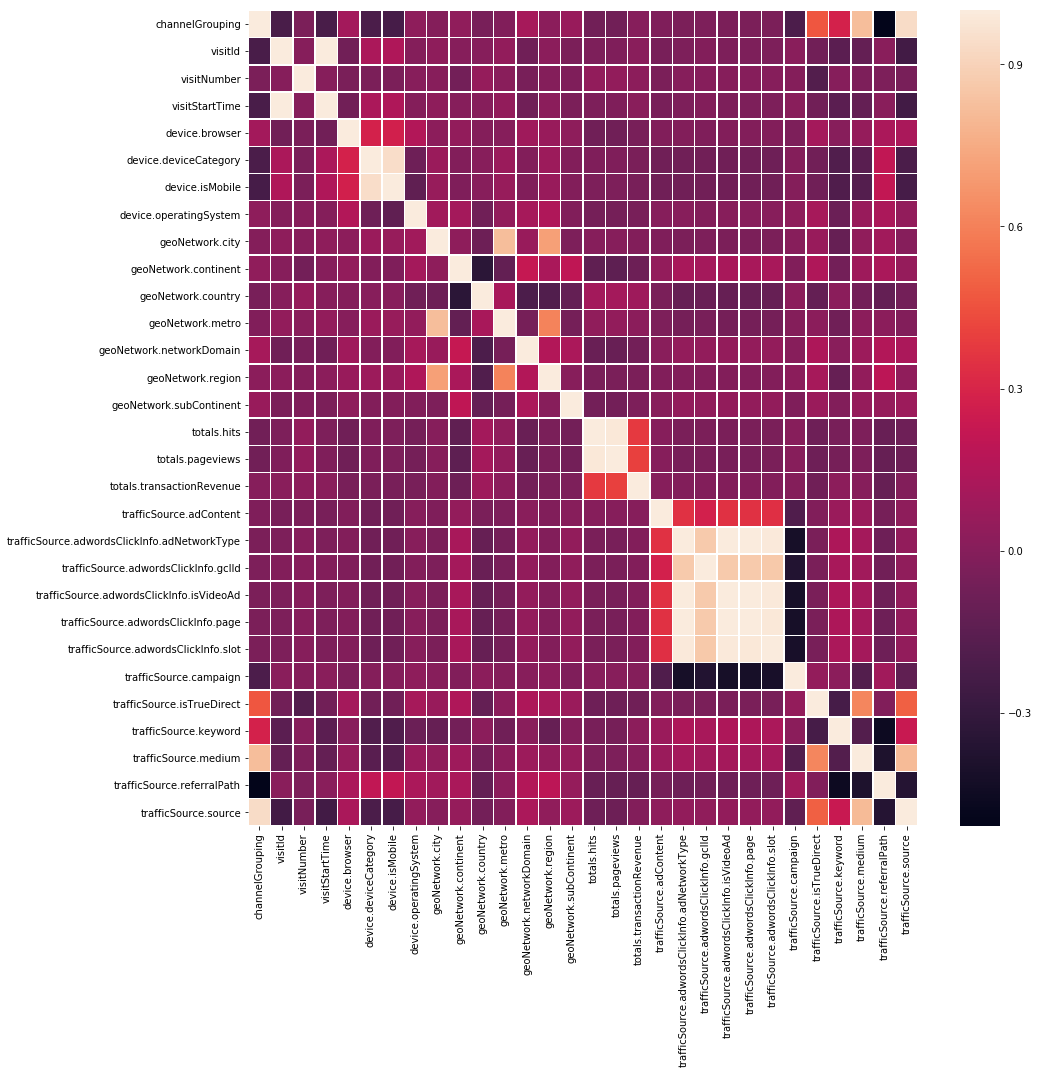 channelGrouping
visitId
visitNumber
visitStartTime
device.browser
device.deviceCategory
device.isMobile
device.operatingSystem
geoNetwork.city
geoNetwork.continent
geoNetwork.country
geoNetwork.metro
geoNetwork.networkDomain
geoNetwork.region
geoNetwork.subContinent
totals.hits
totals.pageviews
totals.transactionRevenue
trafficSource.adContent
trafficSource.adwordsClickInfo.adNetworkType
trafficSource.adwordsClickInfo.gclId
trafficSource.adwordsClickInfo.isVideoAd
trafficSource.adwordsClickInfo.page
trafficSource.adwordsClickInfo.slot
trafficSource.campaign
trafficSource.isTrueDirect
trafficSource.keyword
trafficSource.medium
trafficSource.referralPath
trafficSource.source
channelGrouping
visitId
visitNumber
visitStartTime
device.browser
device.deviceCategory
device.isMobile
device.operatingSystem
geoNetwork.city
geoNetwork.continent
geoNetwork.country
geoNetwork.metro
geoNetwork.networkDomain
geoNetwork.region
geoNetwork.subContinent
totals.hits
totals.pageviews
totals.transactionRevenue
trafficSource.adContent
trafficSource.adwordsClickInfo.adNetworkType
trafficSource.adwordsClickInfo.gclId
trafficSource.adwordsClickInfo.isVideoAd
trafficSource.adwordsClickInfo.page
trafficSource.adwordsClickInfo.slot
trafficSource.campaign
trafficSource.isTrueDirect
trafficSource.keyword
trafficSource.medium
trafficSource.referralPath
trafficSource.source
0.9
0.6
0.3
0.0
−0.3